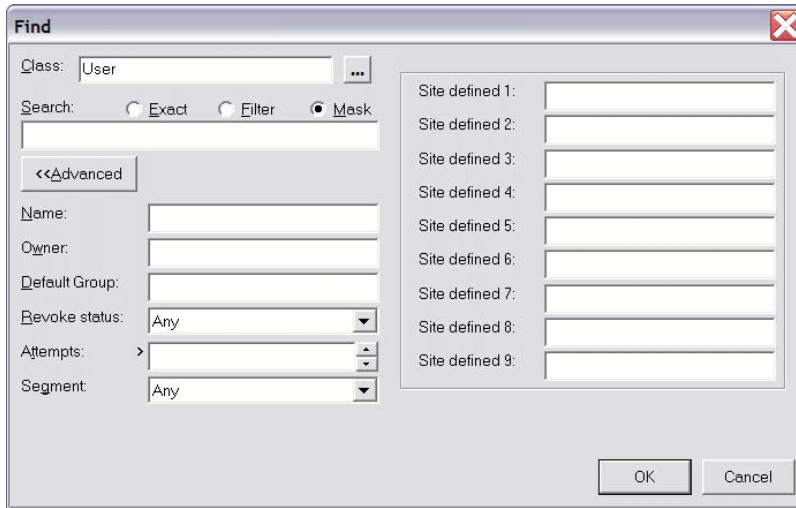 Find
Class: User ...
Search: Exact Filter Mask
<<Advanced
Name:
Owner:
Default Group:
Revoke status: Any
Attempts: >
Segment: Any
Site defined 1:
Site defined 2:
Site defined 3:
Site defined 4:
Site defined 5:
Site defined 6:
Site defined 7:
Site defined 8:
Site defined 9:
OK Cancel